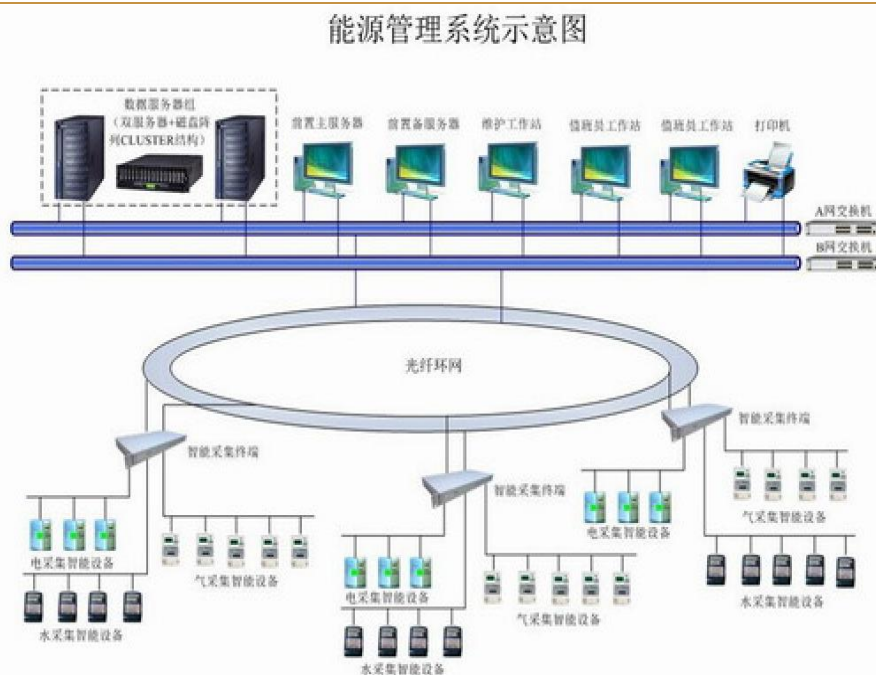 能源管理系统示意图
数据服务器组
（双服务器+磁盘阵
列CLUSTER结构）
前置主服务器
前置备服务器
维护工作站
值班员工作站
值班员工作站
打印机
A网交换机
B网交换机
光纤环网
智能采集终端
智能采集终端
智能采集终端
电采集智能设备
气采集智能设备
水采集智能设备
电采集智能设备
气采集智能设备
水采集智能设备
电采集智能设备
气采集智能设备
水采集智能设备